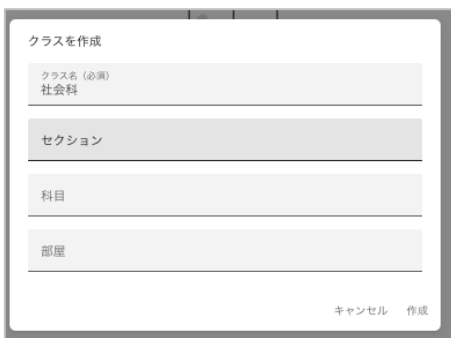 クラスを作成
クラス名（必須）
社会科
セクション
科目
部屋
キャンセル 作成